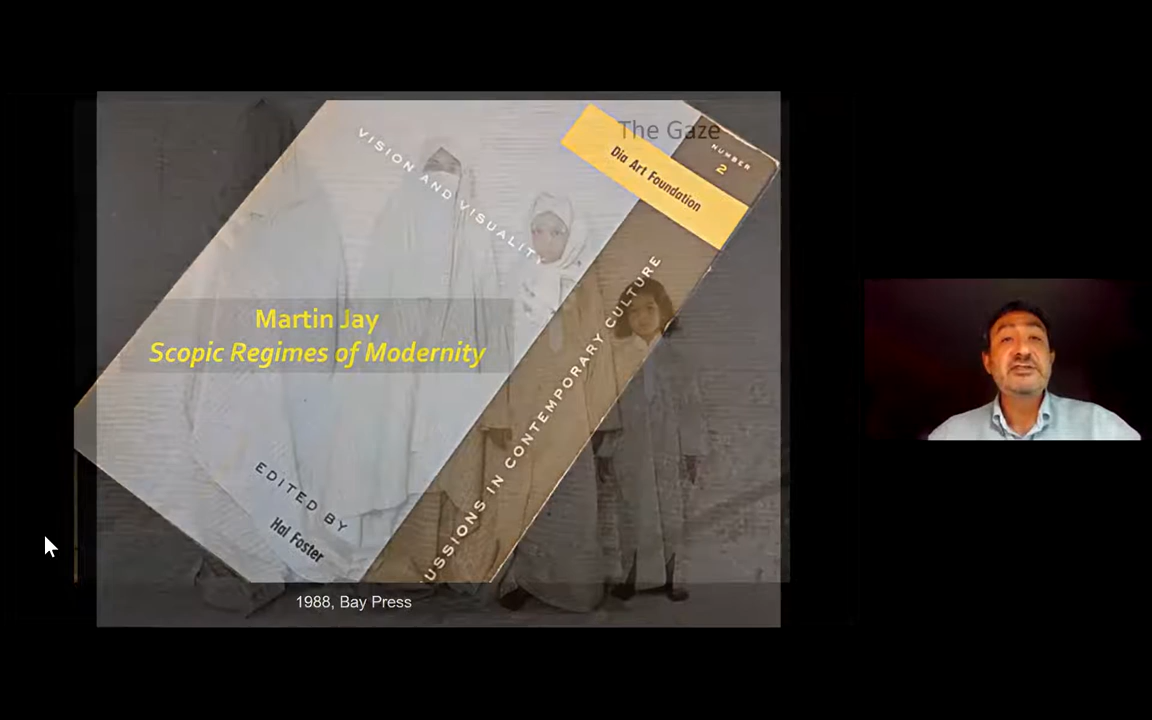 The Gaze
NUMBER
2
Dia Art Foundation
VISION AND VISUALITY
Martin Jay
Scopic Regimes of Modernity
USSIONS IN CONTEMPORARY CULTURE
EDITED BY
Hal Foster
1988, Bay Press